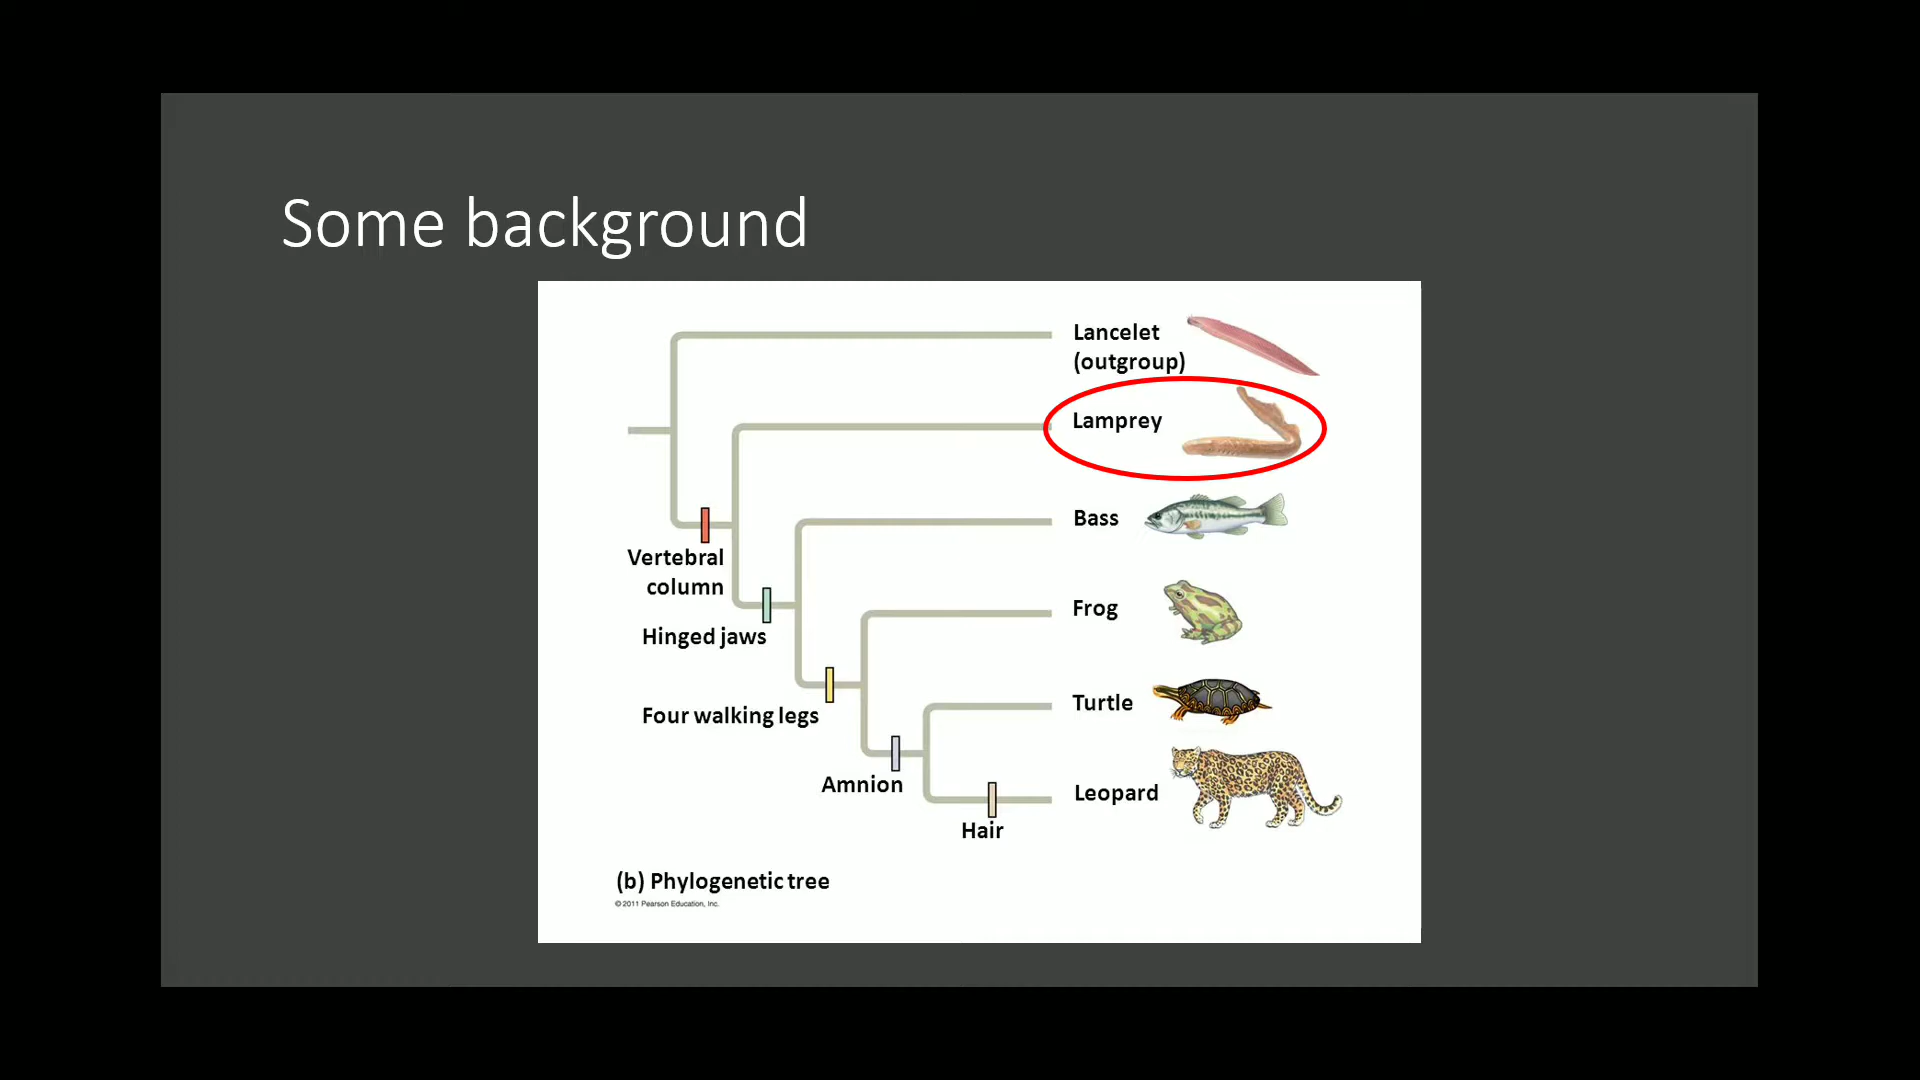 Some background
Lancelet
(outgroup)
Lamprey
Bass
Vertebral
column
Frog
Hinged jaws
Turtle
Four walking legs
Amnion
Leopard
Hair
(b) Phylogenetic tree
© 2011 Pearson Education, Inc.